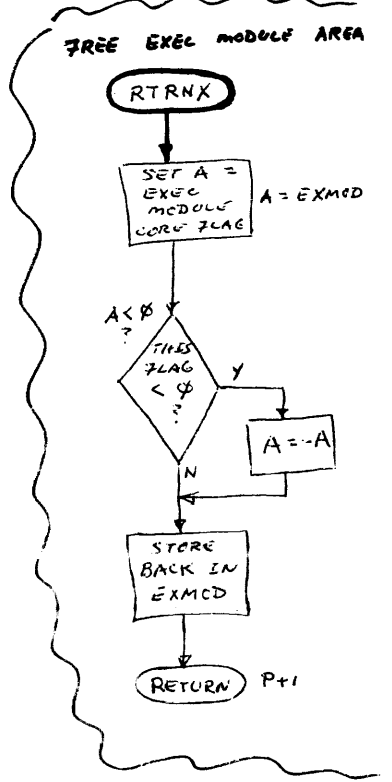 FREE EXEC MODULE AREA
RTRNX
SET A =
EXEC
MODULE
CORE FLAG
A = EXMOD
A < Ø
?
THIS
FLAG
< Ø
?
Y
A = -A
N
STORE
BACK IN
EXMOD
RETURN
P+1